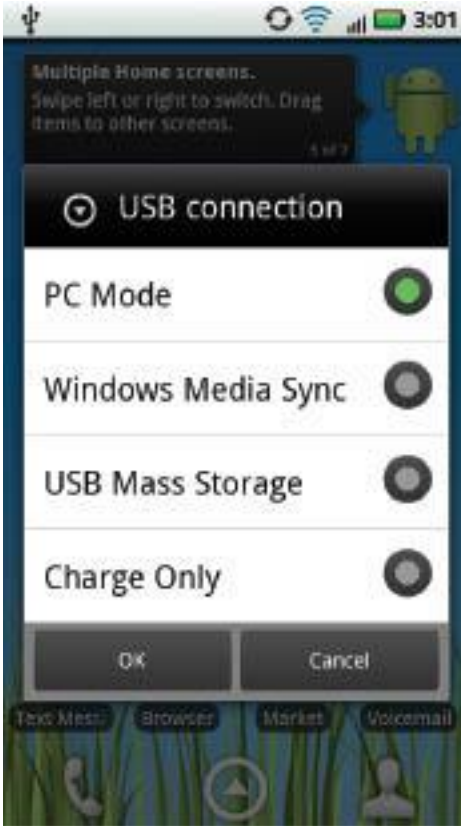 3:01
Multiple Home screens.
Swipe left or right to switch. Drag
items to other screens.
USB connection
PC Mode
Windows Media Sync
USB Mass Storage
Charge Only
OK
Cancel
Text Mess..
Browser
Market
Voicemail